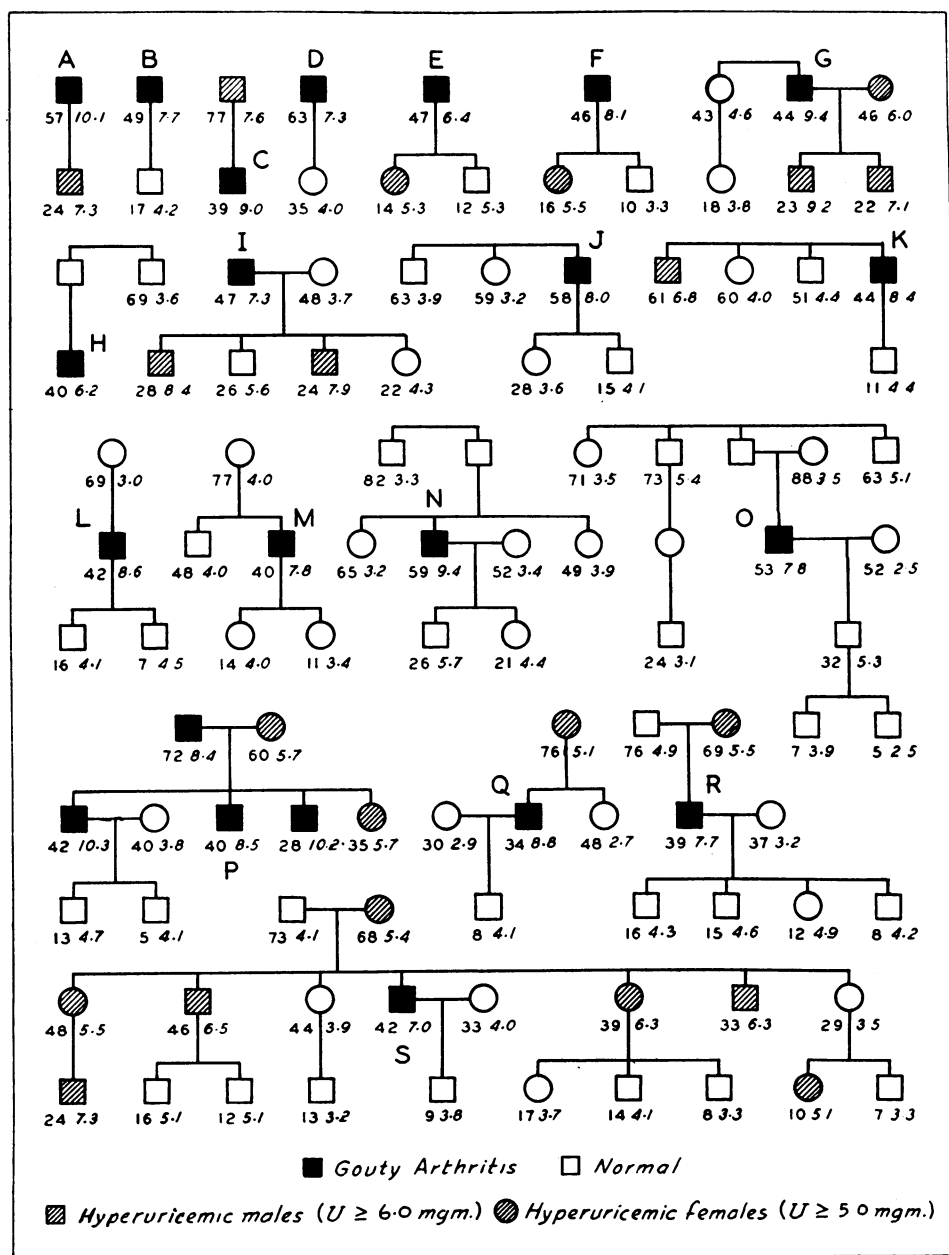 A B D E F G
57 10.1 49 7.7 77 7.6 63 7.3 47 6.4 46 8.1 43 4.6 44 9.4 46 6.0
C
24 7.3 17 4.2 39 9.0 35 4.0 14 5.3 12 5.3 16 5.5 10 3.3 18 3.8 23 9 2 22 7.1
I J K
69 3.6 47 7.3 48 3.7 63 3.9 59 3.2 58 8.0 61 6.8 60 4.0 51 4.4 44 8 4
H
40 6.2 28 8 4 26 5.6 24 7.9 22 4.3 28 3.6 15 4 1 11 4 4
69 3.0 77 4.0 82 3.3 71 3.5 73 5.4 88 3 5 63 5.1
L M N O
42 8.6 48 4.0 40 7.8 65 3.2 59 9.4 52 3.4 49 3.9 53 7 8 52 2.5
16 4.1 7 4 5 14 4.0 11 3.4 26 5.7 21 4.4 24 3.1 32 5.3
72 8.4 60 5.7 76 5.1 76 4.9 69 5.5 7 3.9 5 2 5
Q R
42 10.3 40 3.8 40 8.5 28 10.2 35 5.7 30 2.9 34 8.8 48 2.7 39 7.7 37 3.2
P
13 4.7 5 4.1 73 4.1 68 5.4 8 4.1 16 4.3 15 4.6 12 4.9 8 4.2
48 5.5 46 6.5 44 3.9 42 7.0 33 4.0 39 6.3 33 6.3 29 3 5
S
24 7.3 16 5.1 12 5.1 13 3.2 9 3.8 17 3.7 14 4.1 8 3.3 10 5 1 7 3 3
Gouty Arthritis Normal
Hyperuricemic males (U ≥ 6.0 mgm.) Hyperuricemic females (U ≥ 5 0 mgm.)